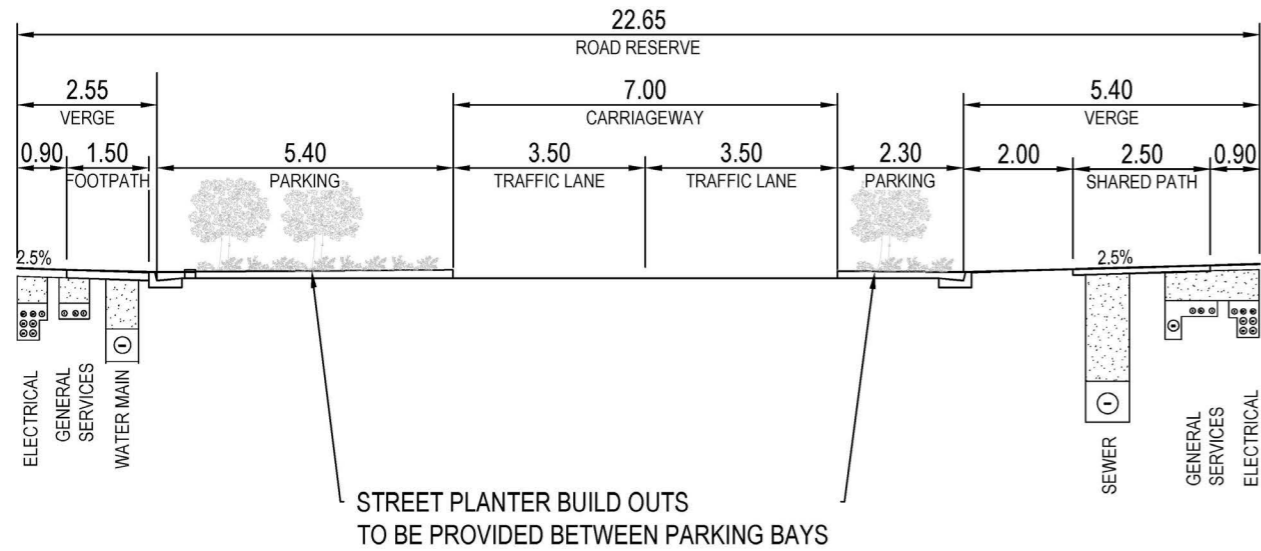 22.65
ROAD RESERVE
2.55
VERGE
7.00
CARRIAGEWAY
5.40
VERGE
0.90
1.50
FOOTPATH
5.40
PARKING
3.50
TRAFFIC LANE
3.50
TRAFFIC LANE
2.30
PARKING
2.00
2.50
SHARED PATH
0.90
2.5%
2.5%
ELECTRICAL
GENERAL
SERVICES
WATER MAIN
SEWER
GENERAL
SERVICES
ELECTRICAL
STREET PLANTER BUILD OUTS
TO BE PROVIDED BETWEEN PARKING BAYS